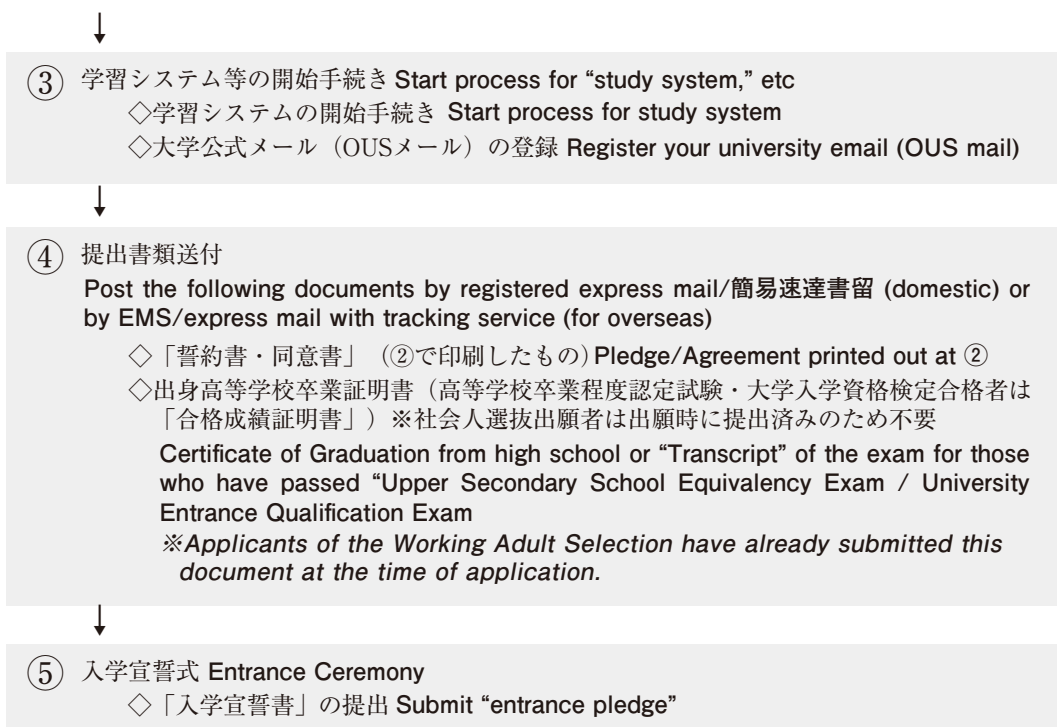 ↓
③ 学習システム等の開始手続き Start process for “study system,” etc
◇学習システムの開始手続き Start process for study system
◇大学公式メール（OUSメール）の登録 Register your university email (OUS mail)
↓
④ 提出書類送付
Post the following documents by registered express mail/簡易速達書留 (domestic) or
by EMS/express mail with tracking service (for overseas)
◇「誓約書・同意書」（②で印刷したもの）Pledge/Agreement printed out at ②
◇出身高等学校卒業証明書（高等学校卒業程度認定試験・大学入学資格検定合格者は
「合格成績証明書」）※社会人選抜出願者は出願時に提出済みのため不要
Certificate of Graduation from high school or “Transcript” of the exam for those
who have passed “Upper Secondary School Equivalency Exam / University
Entrance Qualification Exam
※Applicants of the Working Adult Selection have already submitted this
document at the time of application.
↓
⑤ 入学宣誓式 Entrance Ceremony
◇「入学宣誓書」の提出 Submit “entrance pledge”